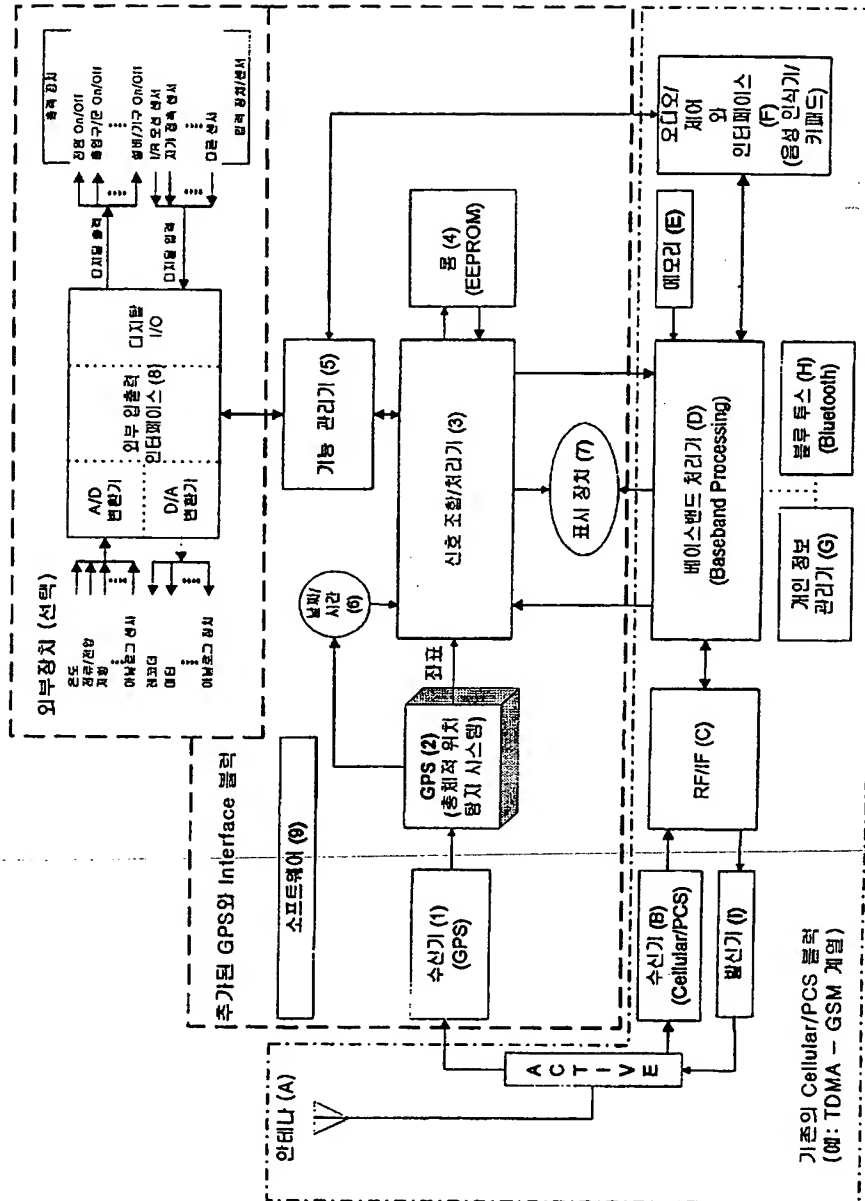 외부장치 (선택)
온도
전류/전압
저항
아날로그 센서
레코더
미터
아날로그 장치
A/D
변환기
D/A
변환기
외부 입출력
인터페이스 (8)
디지탈
I/O
디지탈 출력
디지탈 입력
출력 장치
전원 On/Off
출입구/문 On/Off
설비/기구 On/Off
I/R 모션 센서
자기 접촉 센서
다른 센서
입력 장치/센서
추가된 GPS와 Interface 블럭
소프트웨어 (9)
수신기 (1)
(GPS)
GPS (2)
(총체적 위치
탐지 시스템)
좌표
날짜/
시간
(6)
신호 조합/처리기 (3)
기능 관리기 (5)
롬 (4)
(EEPROM)
표시 장치 (7)
안테나 (A)
ACTIVE
수신기 (B)
(Cellular/PCS)
발신기 (I)
RF/IF (C)
베이스밴드 처리기 (D)
(Baseband Processing)
메모리 (E)
오디오/
제어
와
인터페이스
(F)
(음성 인식기/
키패드)
개인 정보
관리기 (G)
블루 투스 (H)
(Bluetooth)
기존의 Cellular/PCS 블럭
(예: TDMA – GSM 계열)